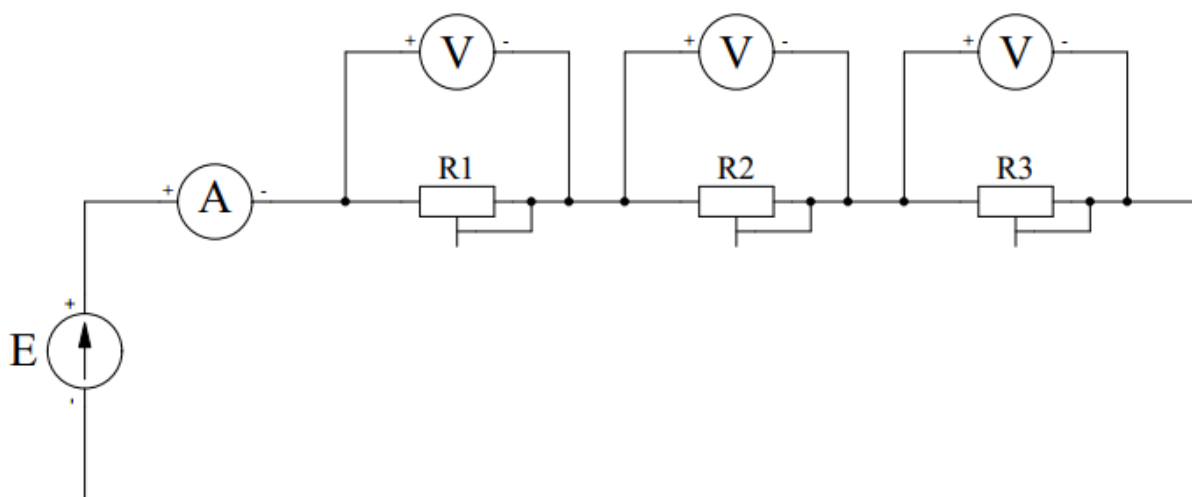 + V - + V - + V -
R1 R2 R3
+ A -
+
E
-